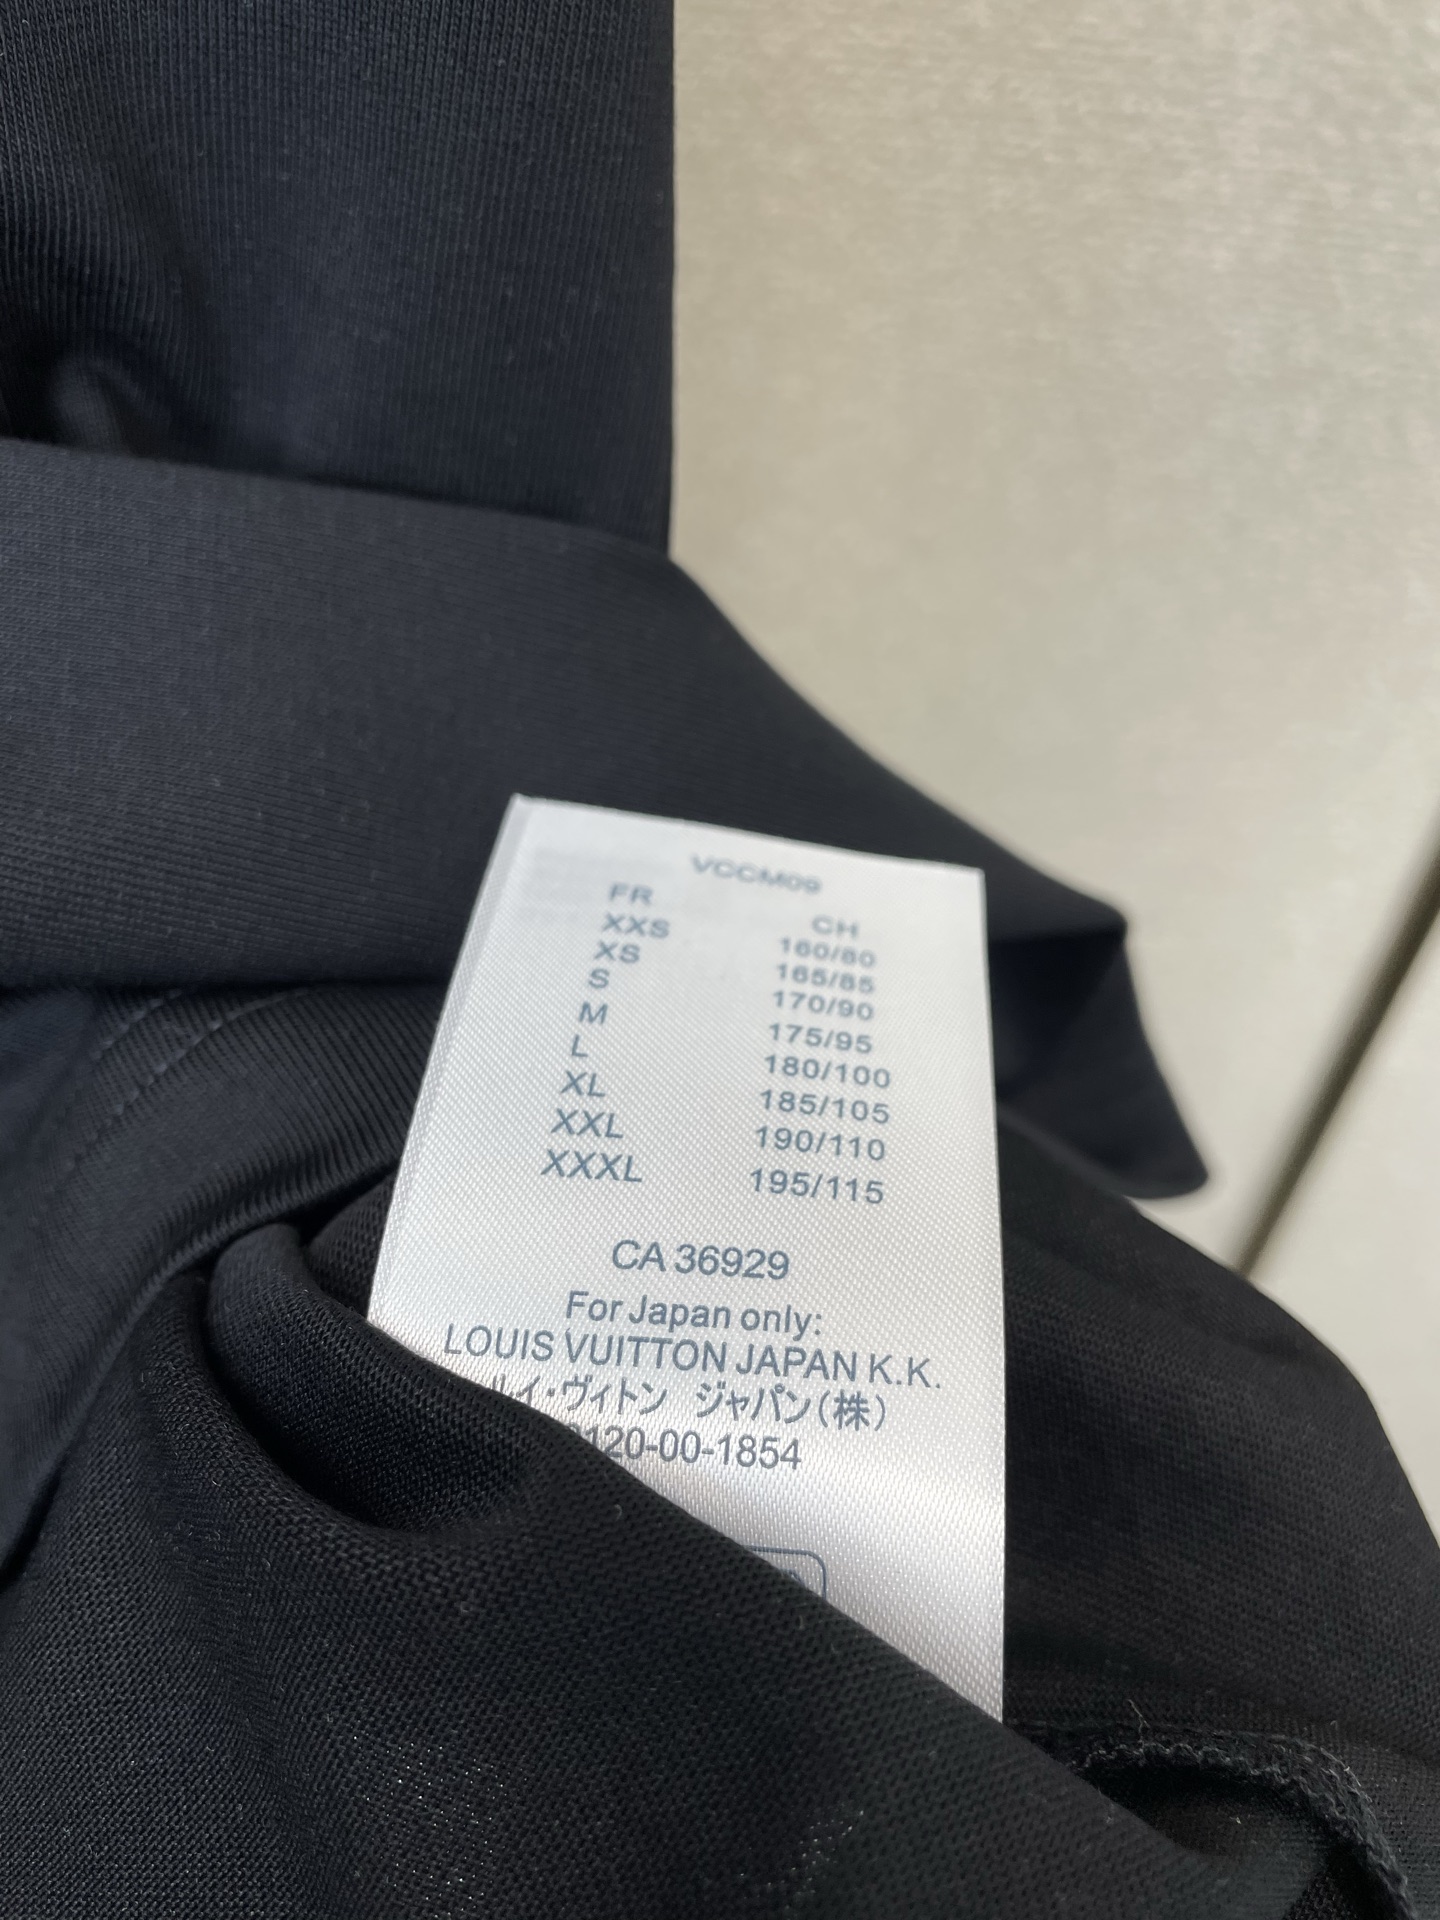 VCCM09
FR CH
XXS 160/80
XS 165/85
S 170/90
M 175/95
L 180/100
XL 185/105
XXL 190/110
XXXL 195/115
CA 36929
For Japan only:
LOUIS VUITTON JAPAN K.K.
ルイ・ヴィトン ジャパン(株)
0120-00-1854